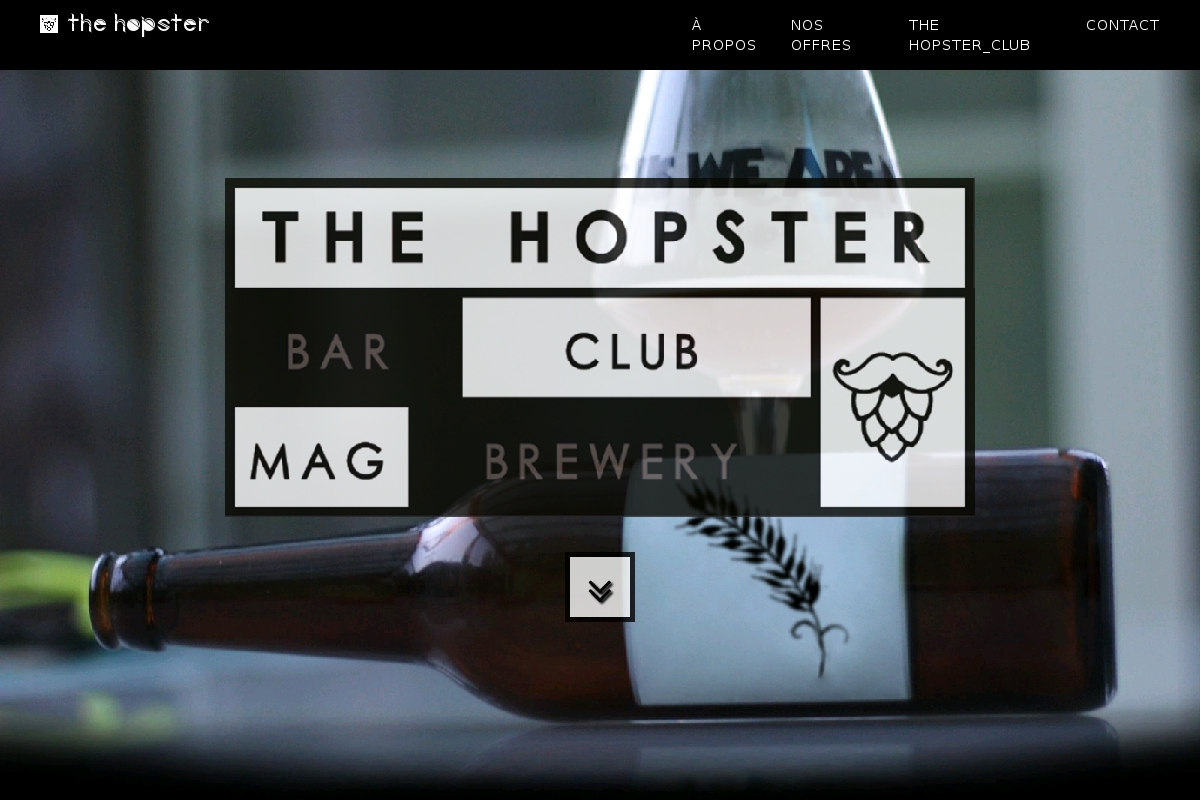 the hopster
À
PROPOS
NOS
OFFRES
THE
HOPSTER_CLUB
CONTACT
WE ARE
THE HOPSTER
BAR
CLUB
MAG
BREWERY